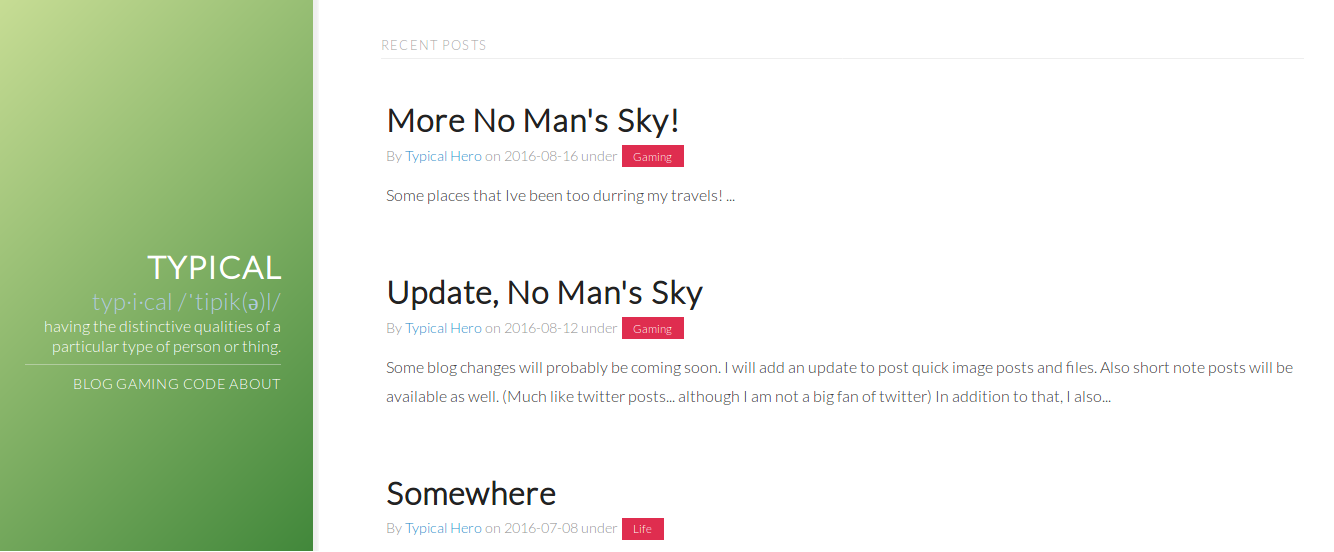 TYPICAL
typ·i·cal /ˈtipik(ə)l/
having the distinctive qualities of a
particular type of person or thing.
BLOG GAMING CODE ABOUT
RECENT POSTS
More No Man's Sky!
By Typical Hero on 2016-08-16 under Gaming
Some places that Ive been too durring my travels! ...
Update, No Man's Sky
By Typical Hero on 2016-08-12 under Gaming
Some blog changes will probably be coming soon. I will add an update to post quick image posts and files. Also short note posts will be
available as well. (Much like twitter posts... although I am not a big fan of twitter) In addition to that, I also...
Somewhere
By Typical Hero on 2016-07-08 under Life